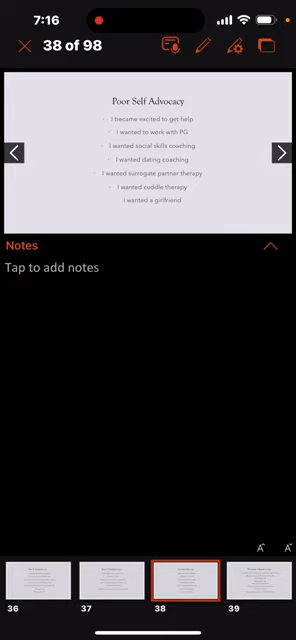 7:16
38 of 98
Poor Self Advocacy
I became excited to get help
I wanted to work with PG
I wanted social skills coaching
I wanted dating coaching
I wanted surrogate partner therapy
I wanted cuddle therapy
I wanted a girlfriend
Notes
Tap to add notes
A A
36 37 38 39